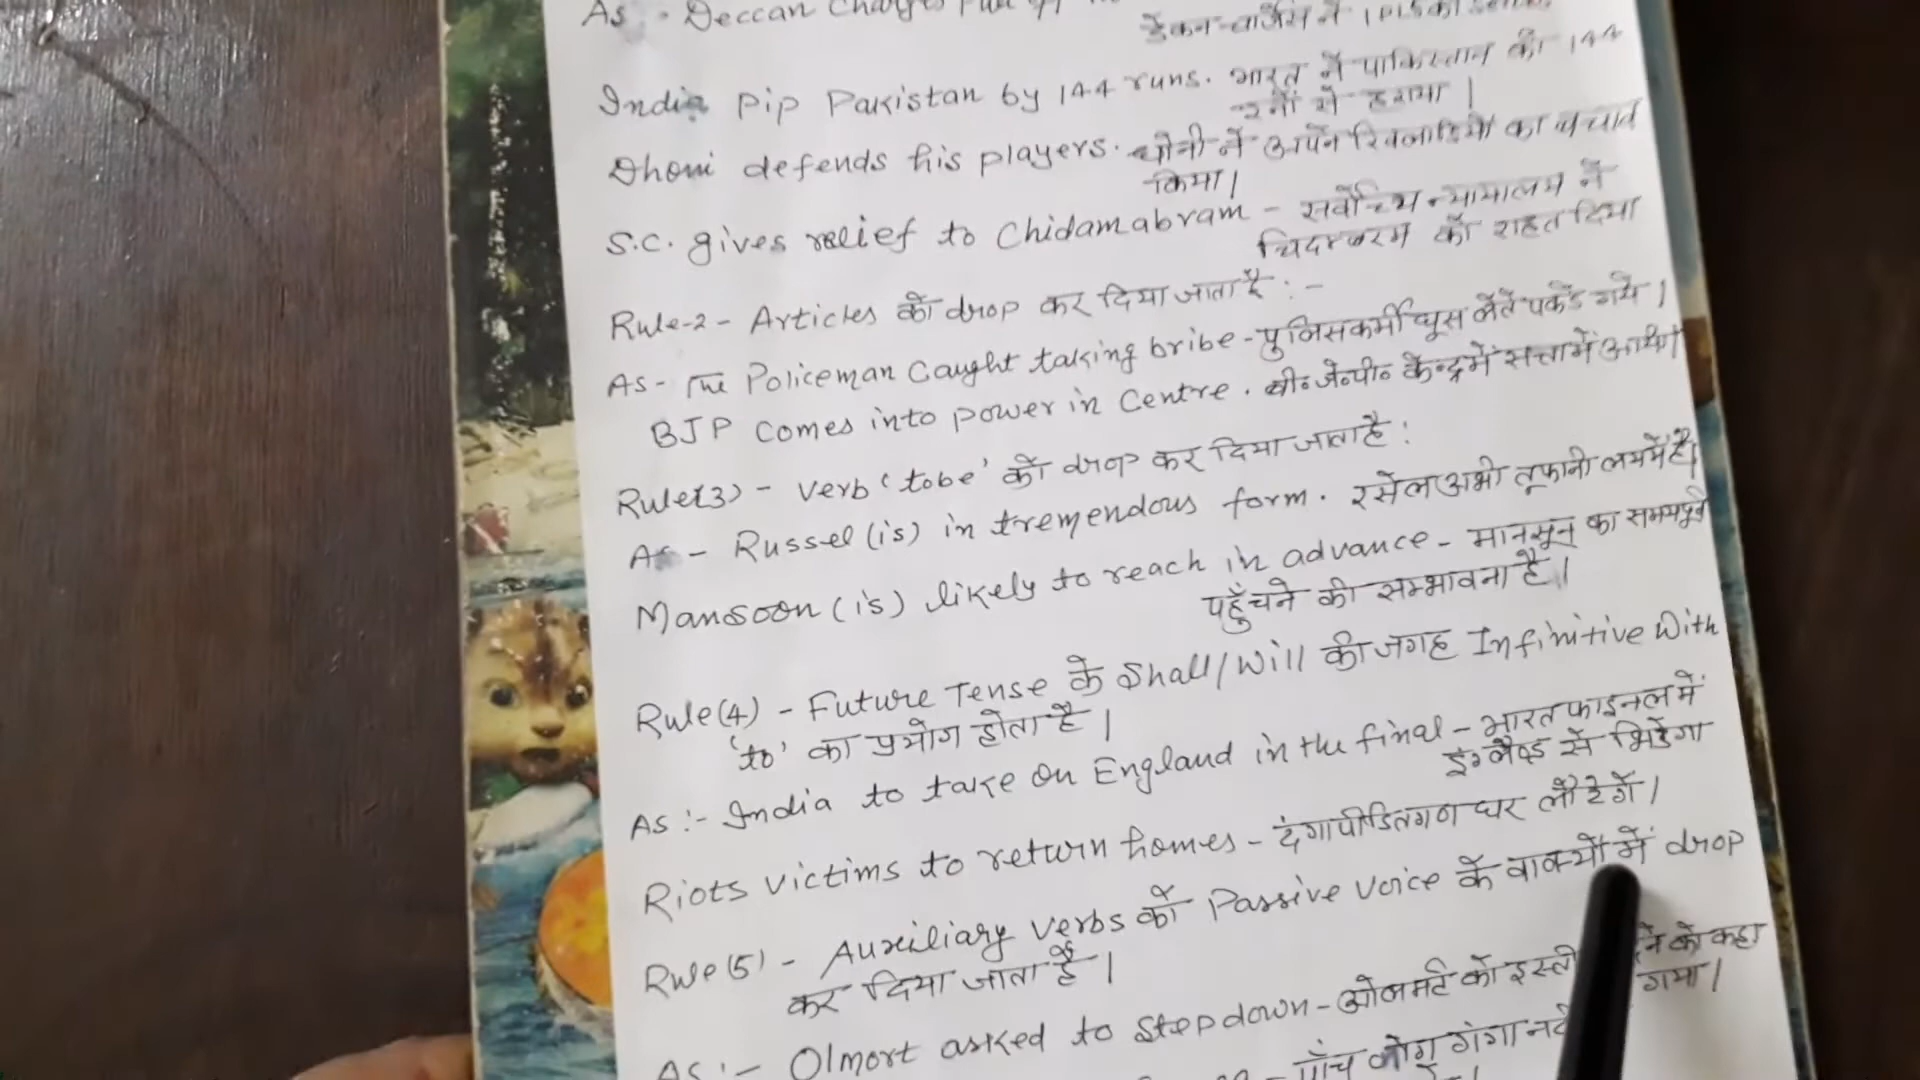 As :- Deccan
डेकन चार्जेस ने
India Pip Pakistan by 144 runs. भारत ने पाकिस्तान को 144
रनों से हराया।
Dhoni defends his players. धोनी ने अपने खिलाडियों का बचाव
किया।
S.C. gives relief to Chidamabram - सर्वोच्य न्यायालय ने
चिदम्बरम को राहत दिया
Rule-2 - Articles को drop कर दिया जाता है :-
As - The Policeman Caught taking bribe - पुलिसकर्मी घूस लेते पकडे गये।
BJP Comes into power in Centre. बी०जे०पी० केन्द्र में सत्ता में आयी।
Rule(3) - Verb 'tobe' को drop कर दिया जाता है :
As - Russel (is) in tremendous form. रसेल अभी तूफानी लय में है।
Mansoon (is) likely to reach in advance - मानसून का समयपूर्व
पहुँचने की सम्भावना है।
Rule(4) - Future Tense के Shall/Will की जगह Infinitive With
'to' का प्रयोग होता है।
As :- India to take on England in the final - भारत फाइनल में
इंग्लैण्ड से भिडेगा
Riots victims to return homes - दंगा पीडितगण घर लौटेगें।
Rule(5) - Auxiliary verbs को Passive Voice के वाक्यों में drop
कर दिया जाता है।
As :- Olmort asked to Stepdown - ओलमर्ट को को कहा
गया।
पाँच लोग गंगा